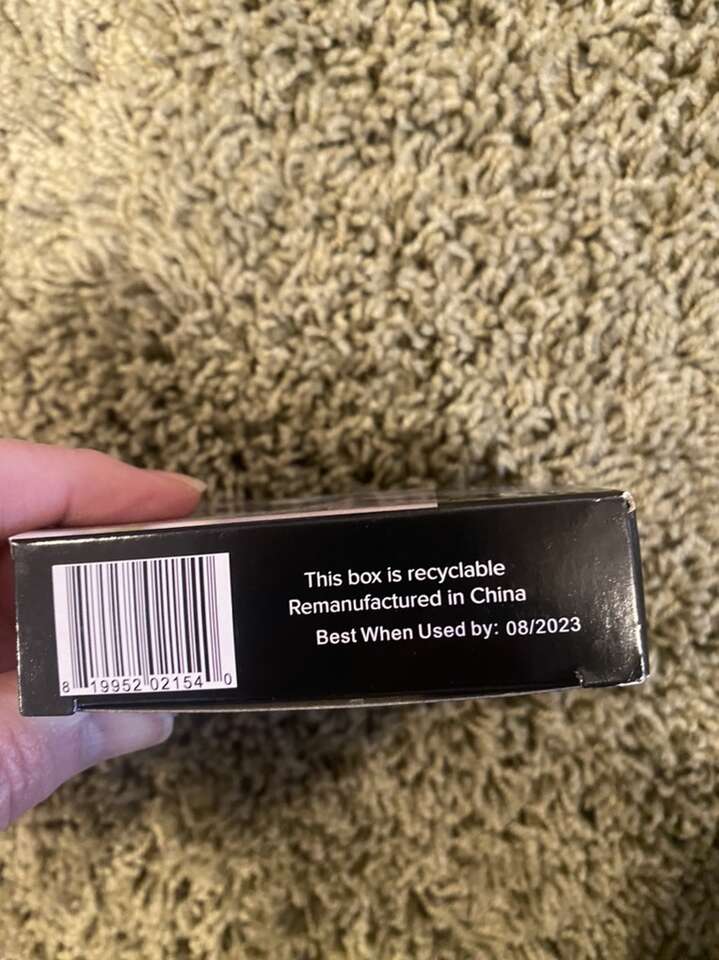 This box is recyclable
Remanufactured in China
Best When Used by: 08/2023
8 19952 02154 0